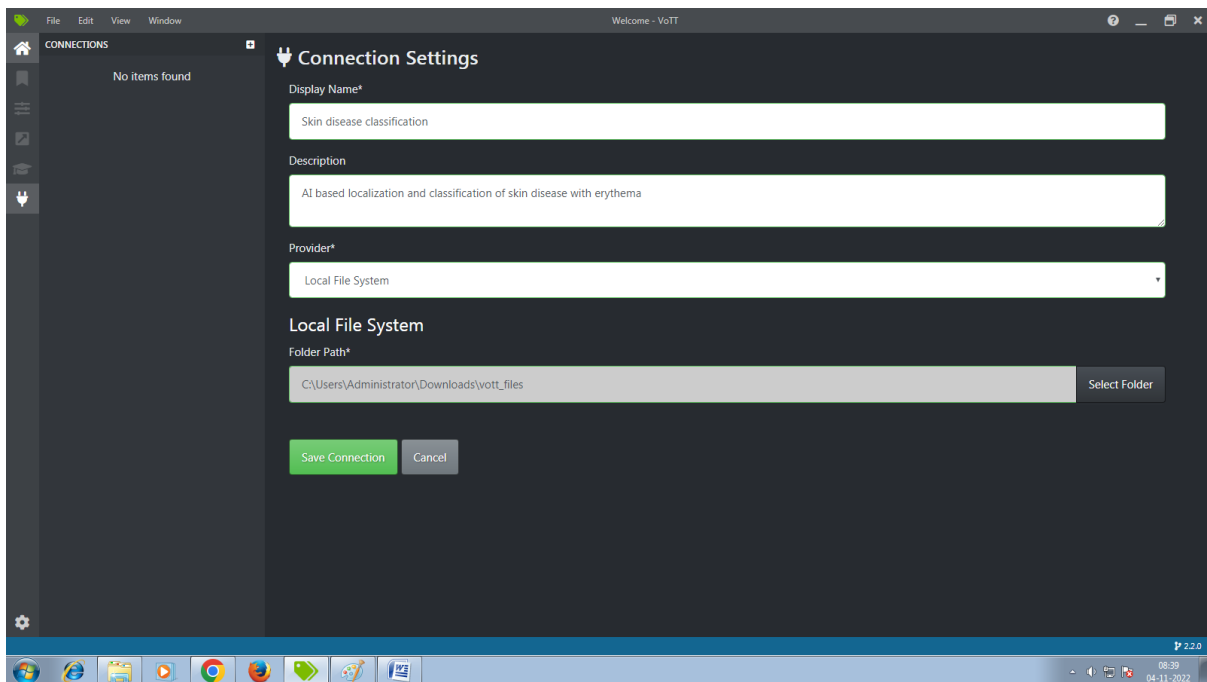 File Edit View Window Welcome - VoTT
CONNECTIONS
No items found
Connection Settings
Display Name*
Skin disease classification
Description
AI based localization and classification of skin disease with erythema
Provider*
Local File System
Local File System
Folder Path*
C:\Users\Administrator\Downloads\vott_files Select Folder
Save Connection Cancel
2.2.0
08:39
04-11-2022